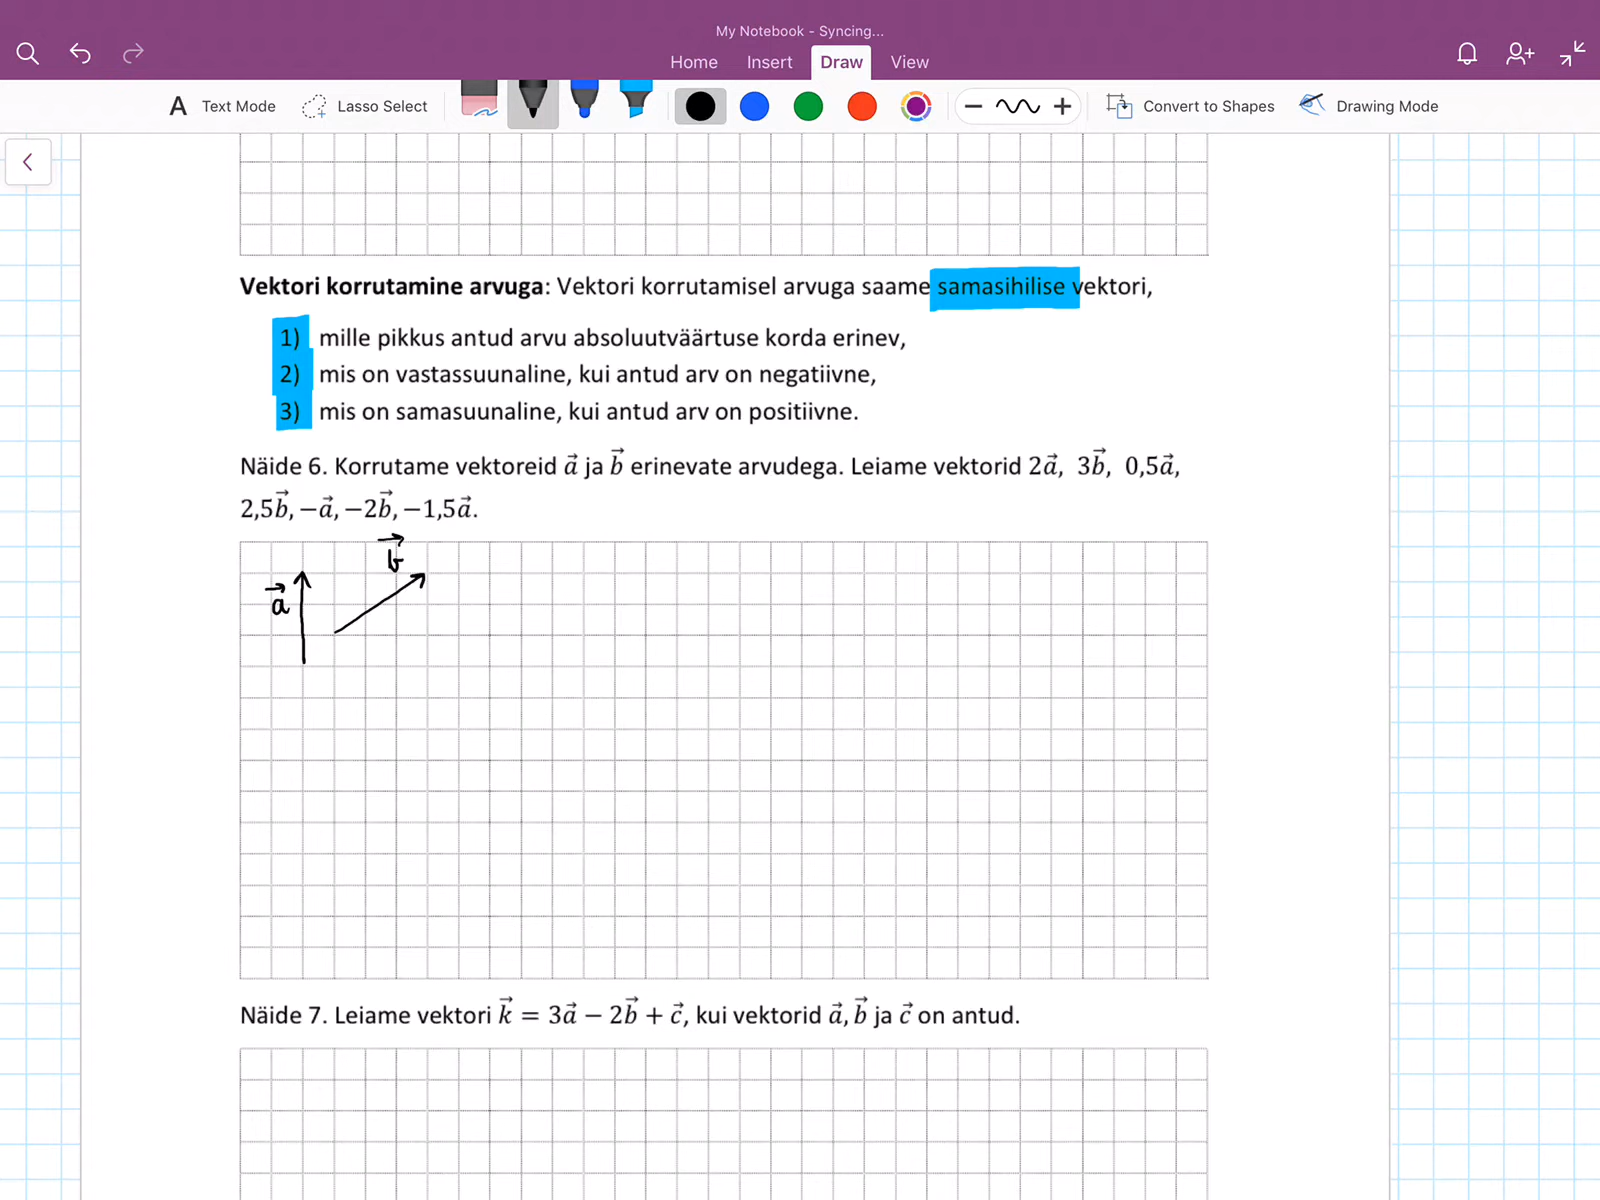 My Notebook - Syncing...
Home Insert Draw View
A Text Mode Lasso Select Convert to Shapes Drawing Mode
Vektori korrutamine arvuga: Vektori korrutamisel arvuga saame samasihilise vektori,
1) mille pikkus antud arvu absoluutväärtuse korda erinev,
2) mis on vastassuunaline, kui antud arv on negatiivne,
3) mis on samasuunaline, kui antud arv on positiivne.
Näide 6. Korrutame vektoreid a⃗ ja b⃗ erinevate arvudega. Leiame vektorid 2a⃗, 3b⃗, 0,5a⃗,
2,5b⃗, −a⃗, −2b⃗, −1,5a⃗.
b⃗
a⃗
Näide 7. Leiame vektori k⃗ = 3a⃗ − 2b⃗ + c⃗, kui vektorid a⃗, b⃗ ja c⃗ on antud.